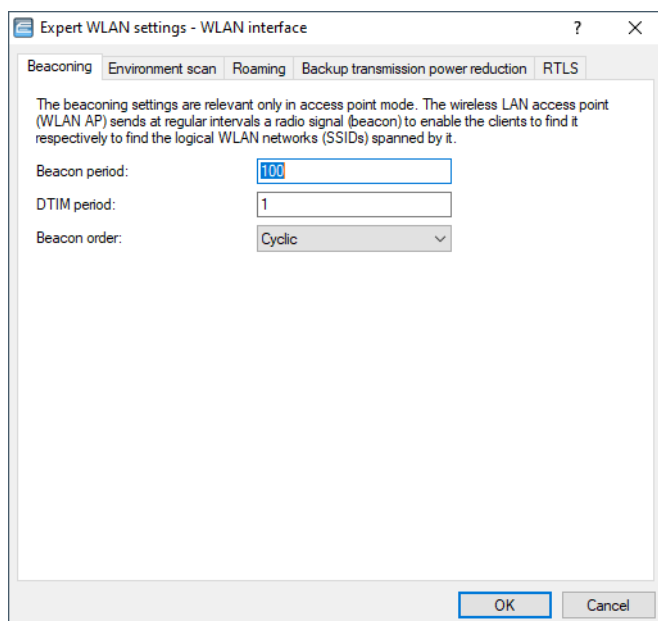 Expert WLAN settings - WLAN interface ?
Beaconing Environment scan Roaming Backup transmission power reduction RTLS
The beaconing settings are relevant only in access point mode. The wireless LAN access point
(WLAN AP) sends at regular intervals a radio signal (beacon) to enable the clients to find it
respectively to find the logical WLAN networks (SSIDs) spanned by it.
Beacon period: 100
DTIM period: 1
Beacon order: Cyclic
OK Cancel